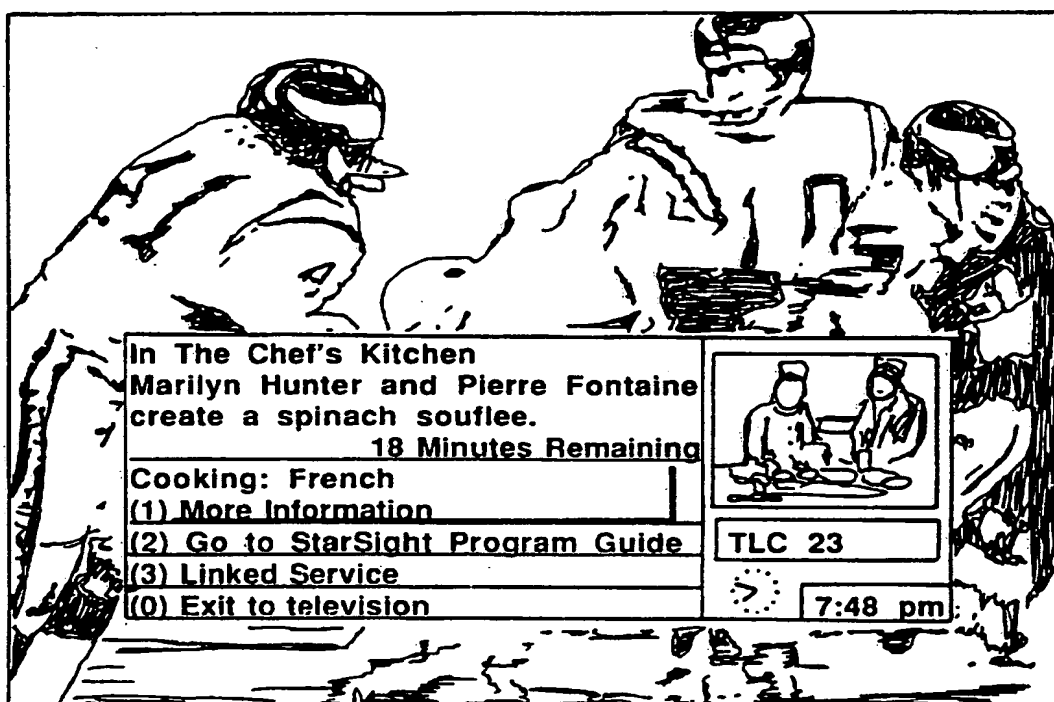 In The Chef's Kitchen
Marilyn Hunter and Pierre Fontaine
create a spinach souflee.
18 Minutes Remaining
Cooking: French
(1) More Information
(2) Go to StarSight Program Guide
(3) Linked Service
(0) Exit to television
TLC 23
7:48 pm